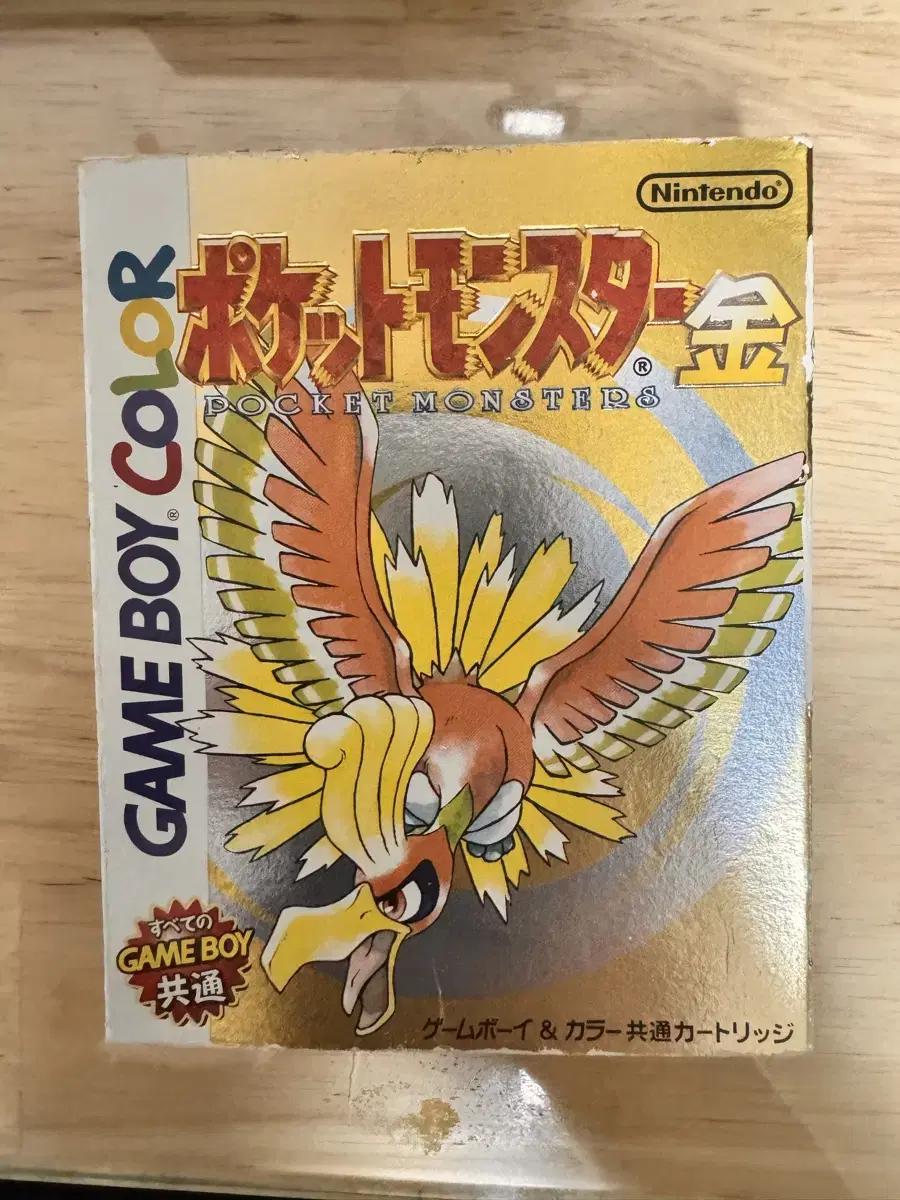 Nintendo®
ポケットモンスター®金
POCKET MONSTERS
GAME BOY® COLOR
すべての
GAME BOY
共通
ゲームボーイ & カラー共通カートリッジ